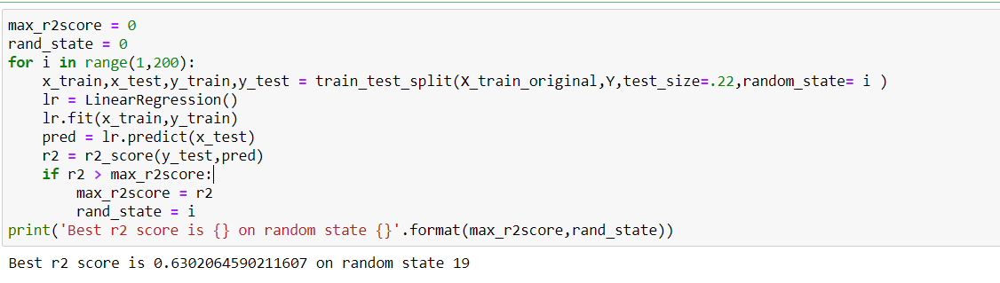 max_r2score = 0
rand_state = 0
for i in range(1,200):
    x_train,x_test,y_train,y_test = train_test_split(X_train_original,Y,test_size=.22,random_state= i )
    lr = LinearRegression()
    lr.fit(x_train,y_train)
    pred = lr.predict(x_test)
    r2 = r2_score(y_test,pred)
    if r2 > max_r2score:
        max_r2score = r2
        rand_state = i
print('Best r2 score is {} on random state {}'.format(max_r2score,rand_state))
Best r2 score is 0.6302064590211607 on random state 19